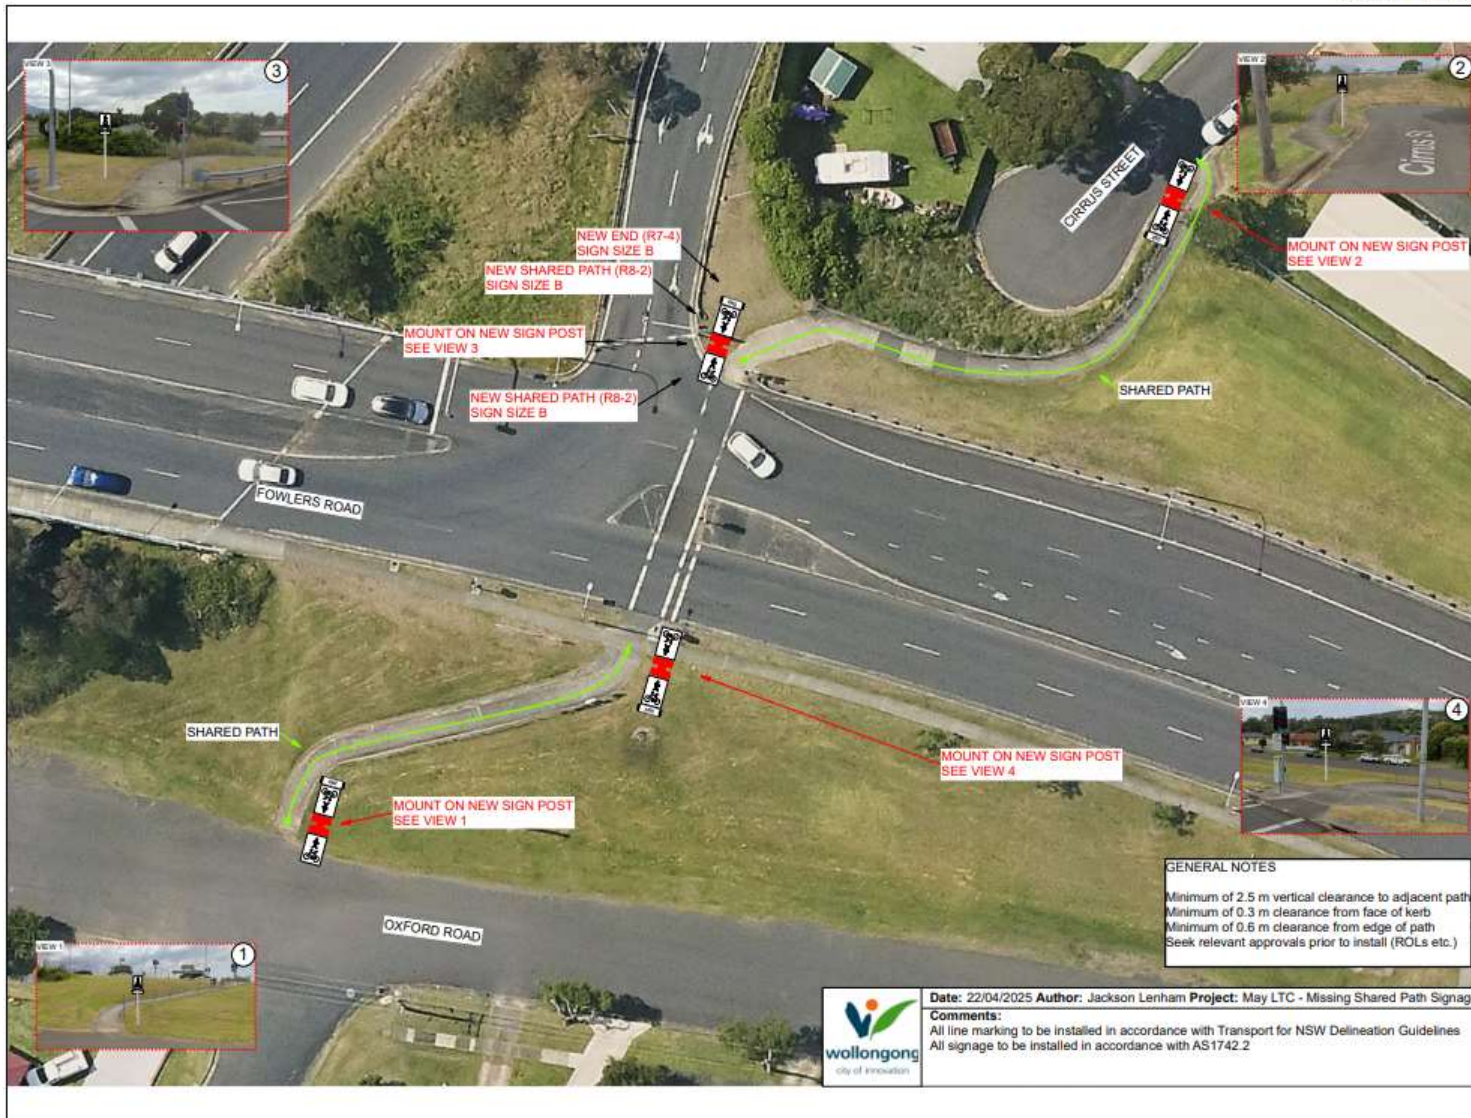 VIEW 3
3
VIEW 2
2
Cirrus St
CIRRUS STREET
NEW END (R7-4)
SIGN SIZE B
NEW SHARED PATH (R8-2)
SIGN SIZE B
MOUNT ON NEW SIGN POST
SEE VIEW 2
MOUNT ON NEW SIGN POST
SEE VIEW 3
SHARED PATH
NEW SHARED PATH (R8-2)
SIGN SIZE B
FOWLERS ROAD
SHARED PATH
VIEW 4
4
MOUNT ON NEW SIGN POST
SEE VIEW 4
MOUNT ON NEW SIGN POST
SEE VIEW 1
GENERAL NOTES
Minimum of 2.5 m vertical clearance to adjacent path
Minimum of 0.3 m clearance from face of kerb
Minimum of 0.6 m clearance from edge of path
Seek relevant approvals prior to install (ROLs etc.)
OXFORD ROAD
VIEW 1
1
wollongong
city of innovation
Date: 22/04/2025 Author: Jackson Lenham Project: May LTC - Missing Shared Path Signag
Comments:
All line marking to be installed in accordance with Transport for NSW Delineation Guidelines
All signage to be installed in accordance with AS1742.2